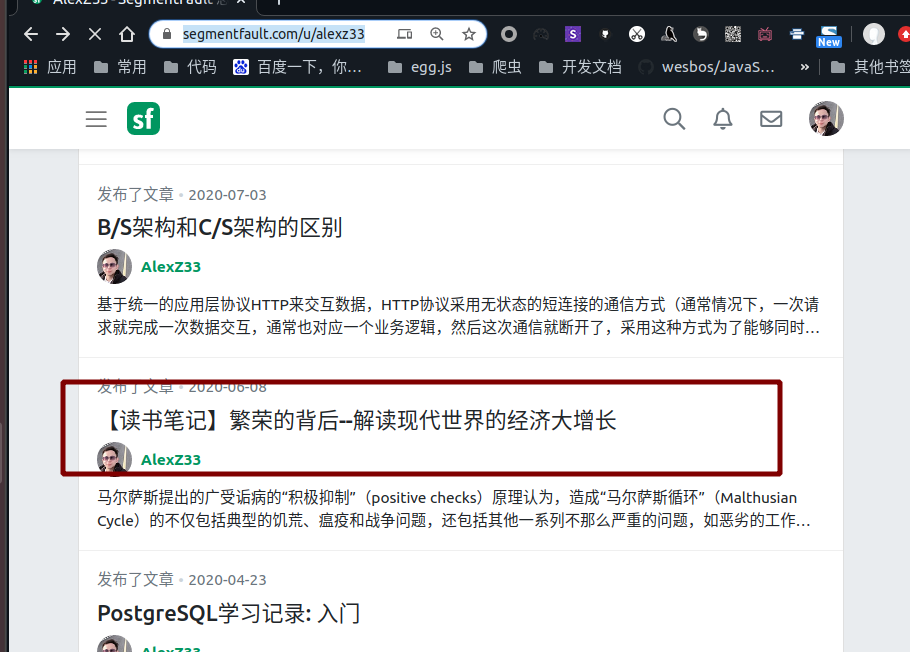 AlexZ33 - SegmentFault 思
segmentfault.com/u/alexz33
S
New
应用
常用
代码
百度一下，你…
egg.js
爬虫
开发文档
wesbos/JavaS…
»
其他书签
sf
发布了文章 • 2020-07-03
B/S架构和C/S架构的区别
AlexZ33
基于统一的应用层协议HTTP来交互数据，HTTP协议采用无状态的短连接的通信方式（通常情况下，一次请
求就完成一次数据交互，通常也对应一个业务逻辑，然后这次通信就断开了，采用这种方式为了能够同时…
发布了文章 • 2020-06-08
【读书笔记】繁荣的背后--解读现代世界的经济大增长
AlexZ33
马尔萨斯提出的广受诟病的“积极抑制”（positive checks）原理认为，造成“马尔萨斯循环”（Malthusian
Cycle）的不仅包括典型的饥荒、瘟疫和战争问题，还包括其他一系列不那么严重的问题，如恶劣的工作…
发布了文章 • 2020-04-23
PostgreSQL学习记录: 入门
AlexZ33